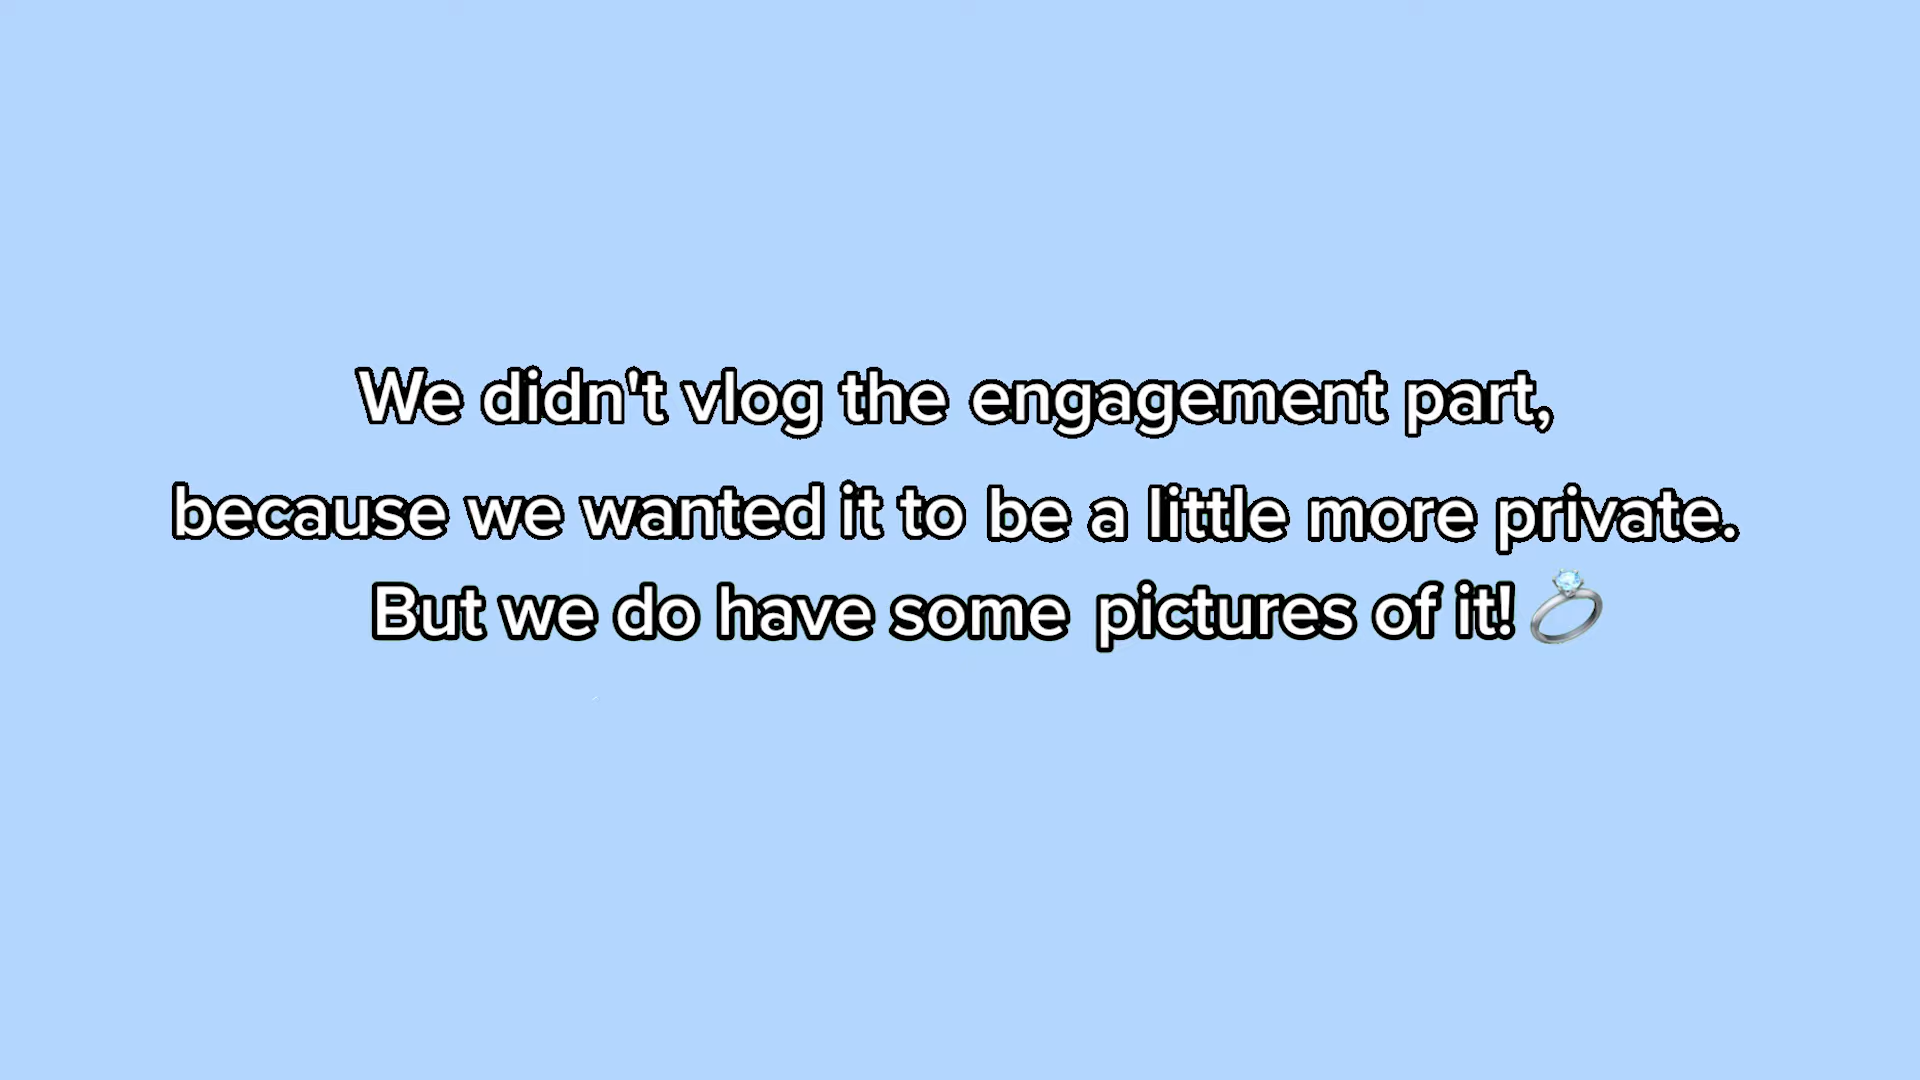 We didn't vlog the engagement part,
because we wanted it to be a little more private.
But we do have some pictures of it! 💍